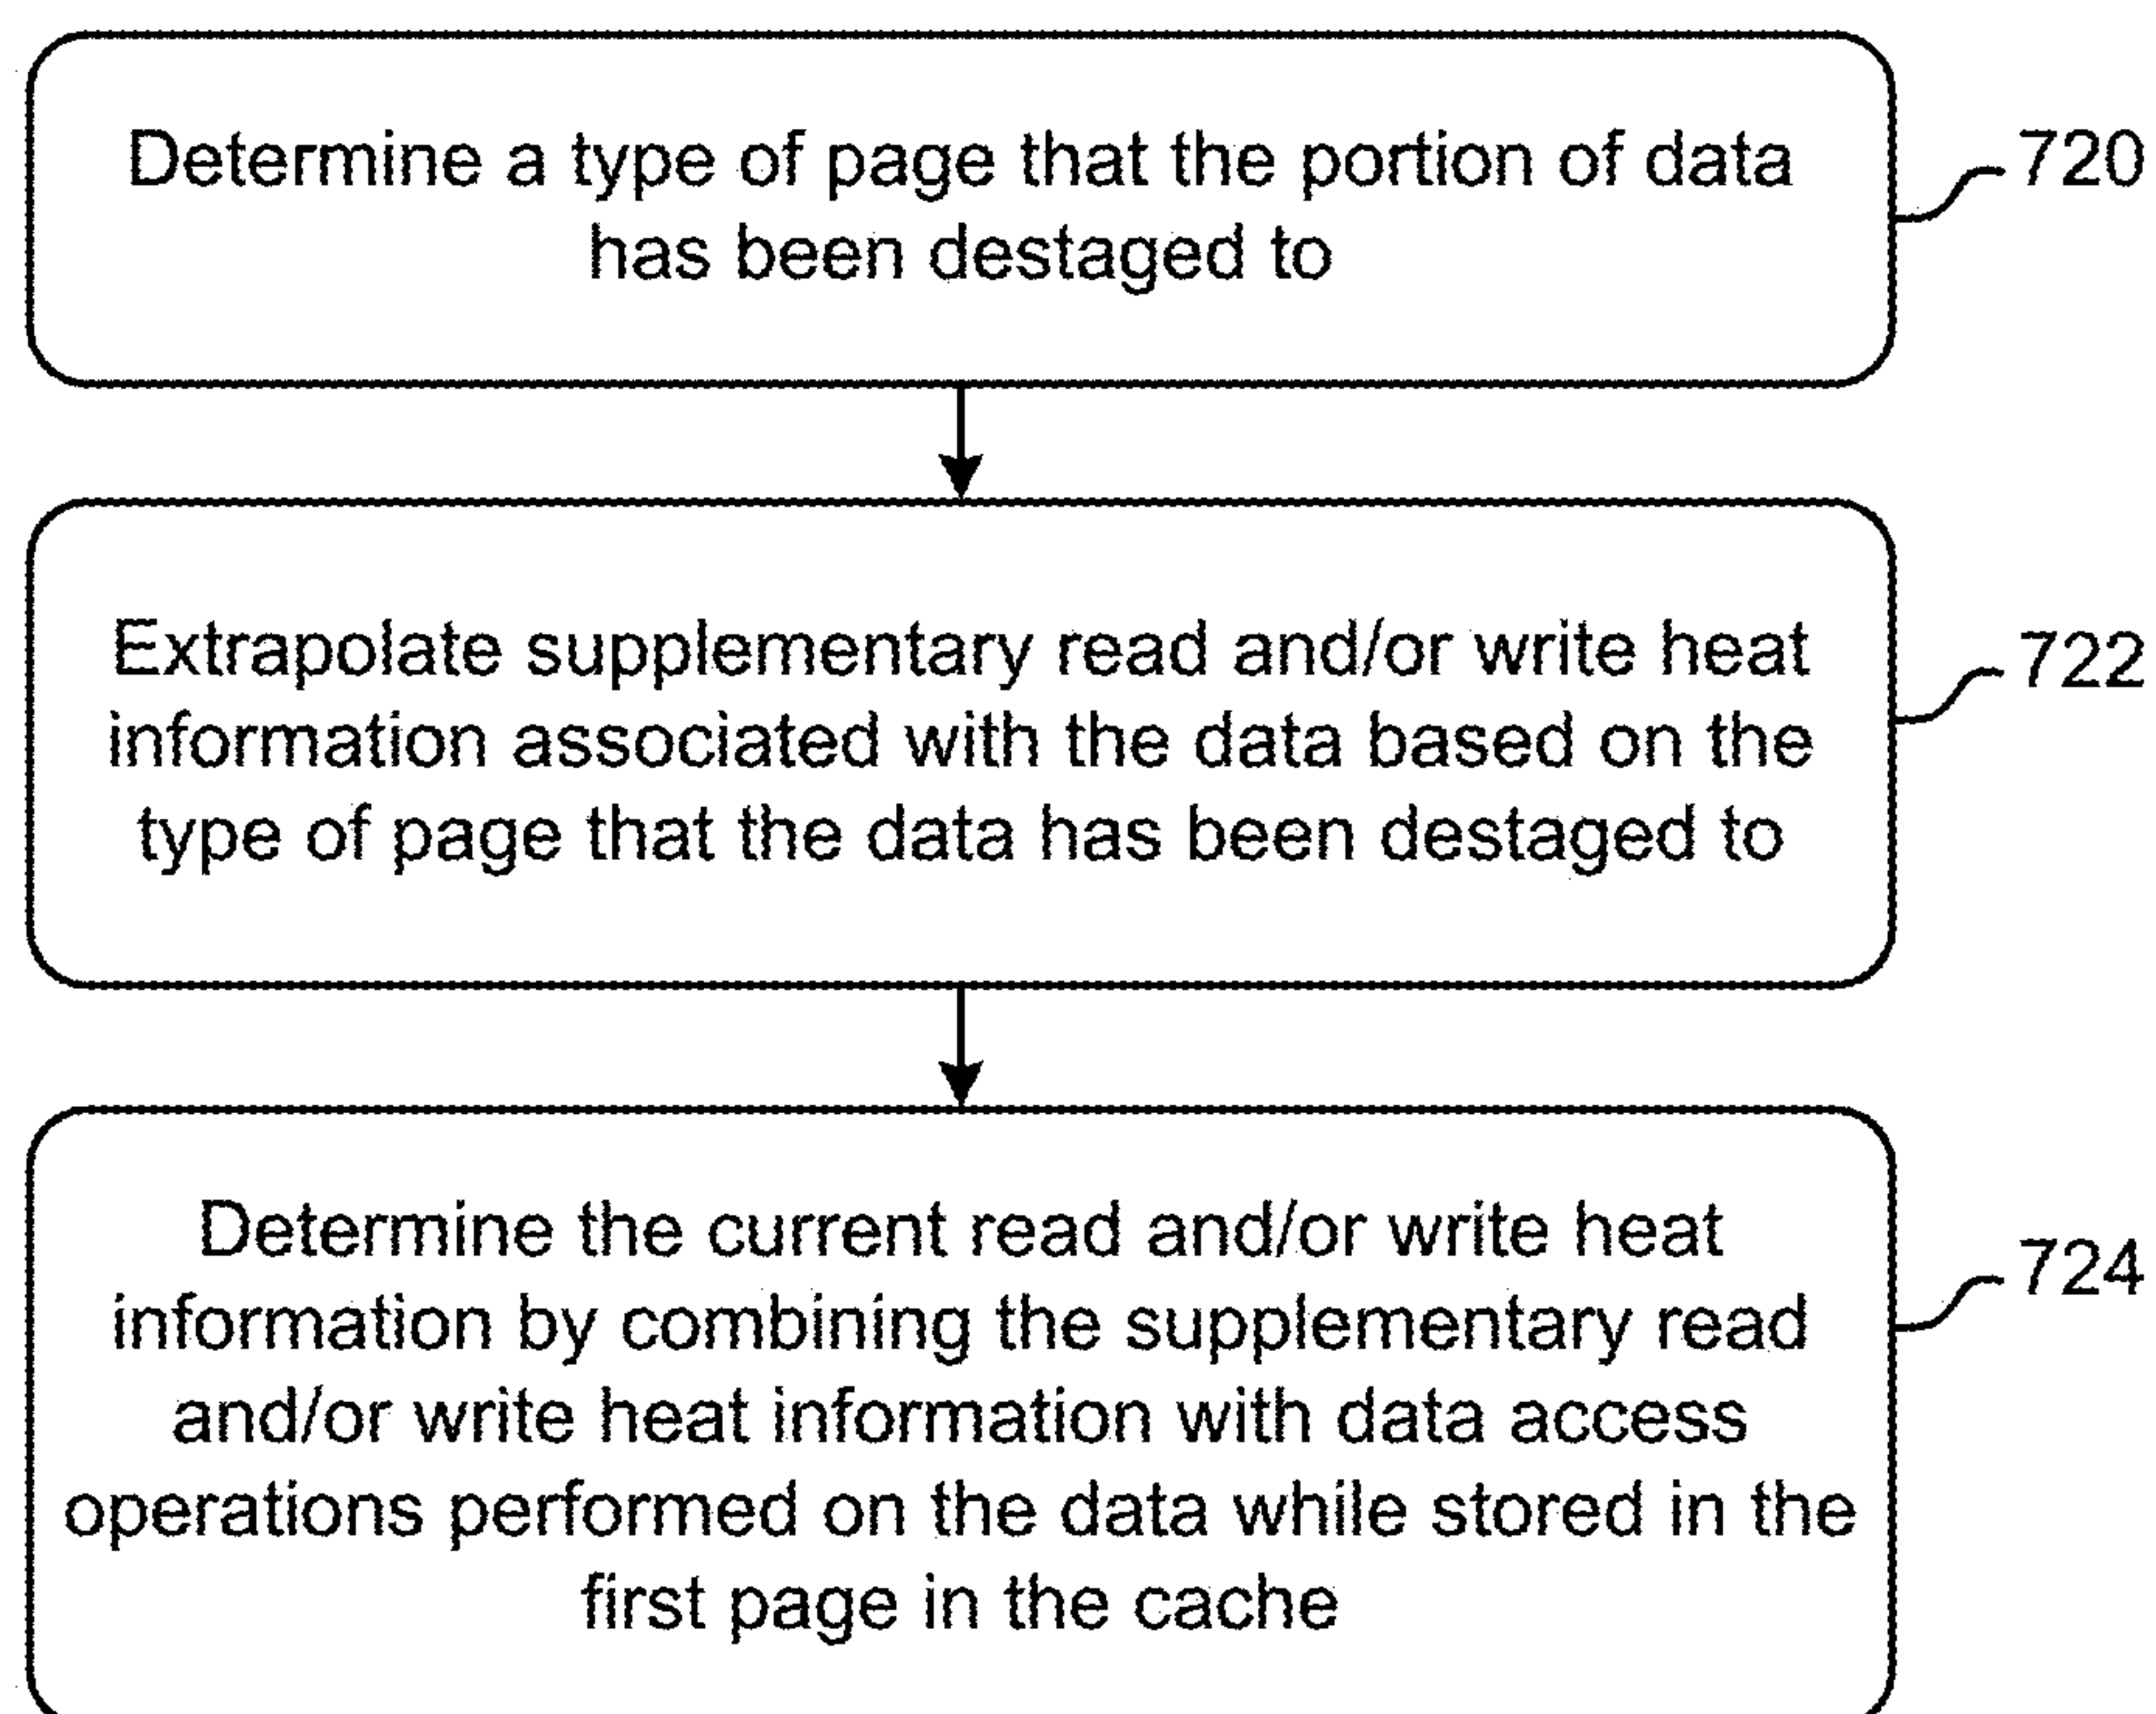 Determine a type of page that the portion of data
has been destaged to
720
Extrapolate supplementary read and/or write heat
information associated with the data based on the
type of page that the data has been destaged to
722
Determine the current read and/or write heat
information by combining the supplementary read
and/or write heat information with data access
operations performed on the data while stored in the
first page in the cache
724